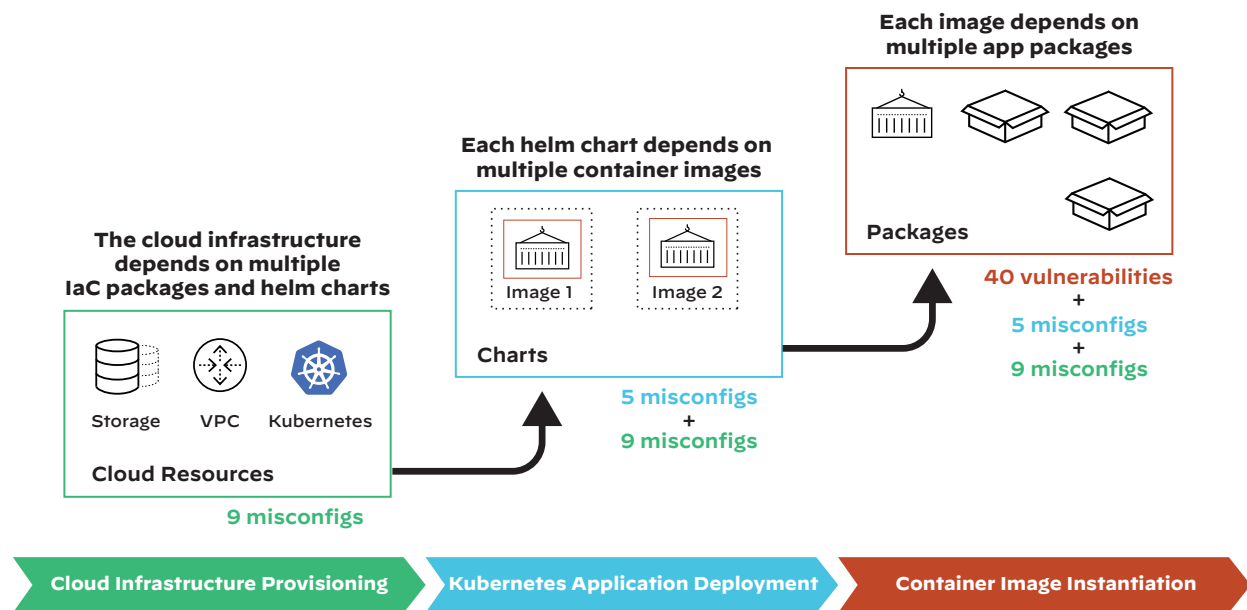 Each image depends on
multiple app packages
Packages
40 vulnerabilities
+
5 misconfigs
+
9 misconfigs
Each helm chart depends on
multiple container images
Image 1
Image 2
Charts
5 misconfigs
+
9 misconfigs
The cloud infrastructure
depends on multiple
IaC packages and helm charts
Storage
VPC
Kubernetes
Cloud Resources
9 misconfigs
Cloud Infrastructure Provisioning
Kubernetes Application Deployment
Container Image Instantiation